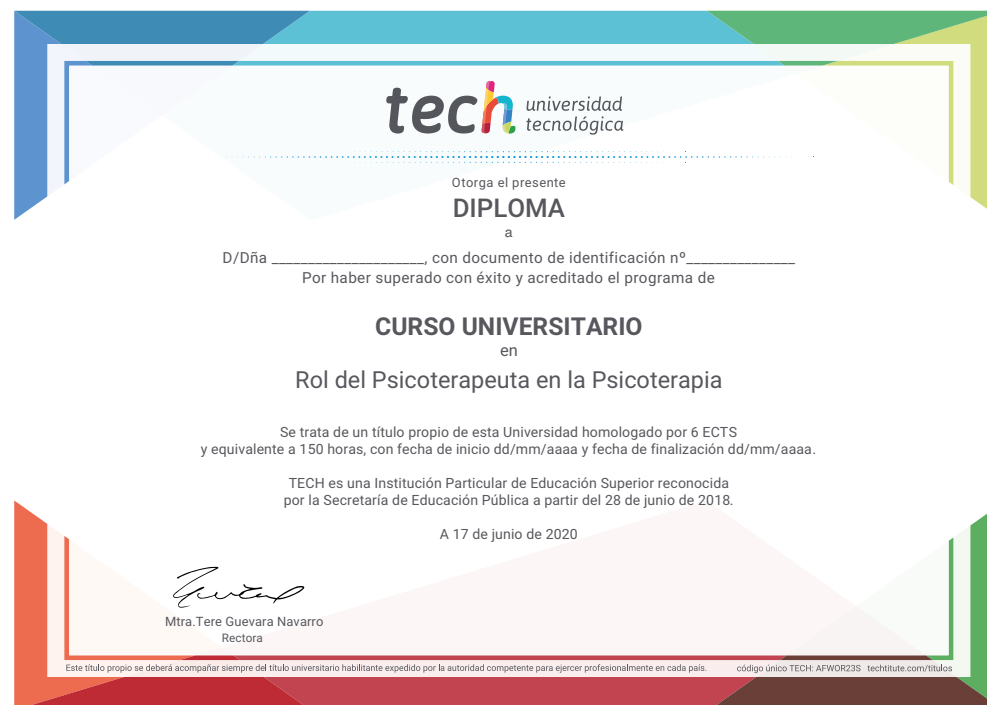 tech universidad
tecnológica
Otorga el presente
DIPLOMA
a
D/Dña _____________________, con documento de identificación nº_______________
Por haber superado con éxito y acreditado el programa de
CURSO UNIVERSITARIO
en
Rol del Psicoterapeuta en la Psicoterapia
Se trata de un título propio de esta Universidad homologado por 6 ECTS
y equivalente a 150 horas, con fecha de inicio dd/mm/aaaa y fecha de finalización dd/mm/aaaa.
TECH es una Institución Particular de Educación Superior reconocida
por la Secretaría de Educación Pública a partir del 28 de junio de 2018.
A 17 de junio de 2020
Mtra.Tere Guevara Navarro
Rectora
Este título propio se deberá acompañar siempre del título universitario habilitante expedido por la autoridad competente para ejercer profesionalmente en cada país. código único TECH: AFWOR23S techtitute.com/titulos